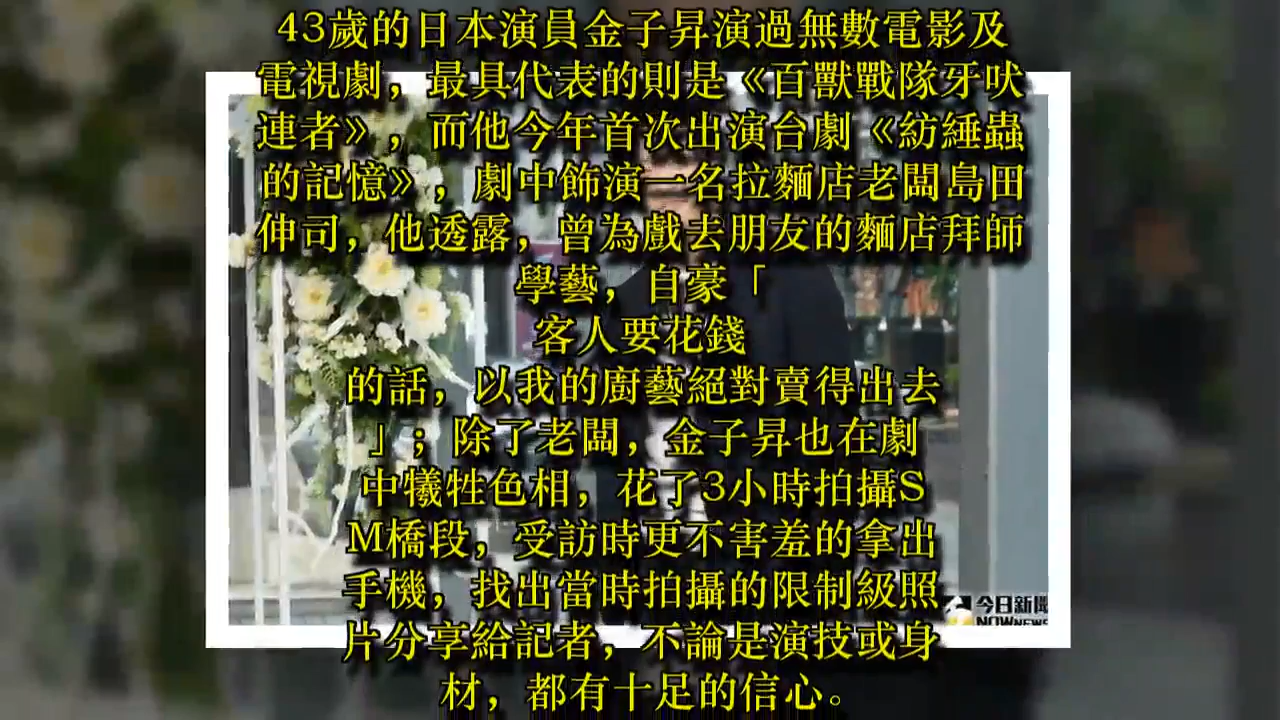 43歲的日本演員金子昇演過無數電影及
電視劇，最具代表的則是《百獸戰隊牙吠
連者》，而他今年首次出演台劇《紡綞蟲
的記憶》，劇中飾演一名拉麵店老闆島田
伸司，他透露，曾為戲去朋友的麵店拜師
學藝，自豪「
客人要花錢
的話，以我的廚藝絕對賣得出去
」；除了老闆，金子昇也在劇
中犧牲色相，花了3小時拍攝S
M橋段，受訪時更不害羞的拿出
手機，找出當時拍攝的限制級照
片分享給記者，不論是演技或身
材，都有十足的信心。
今日新聞
NOWNEWS